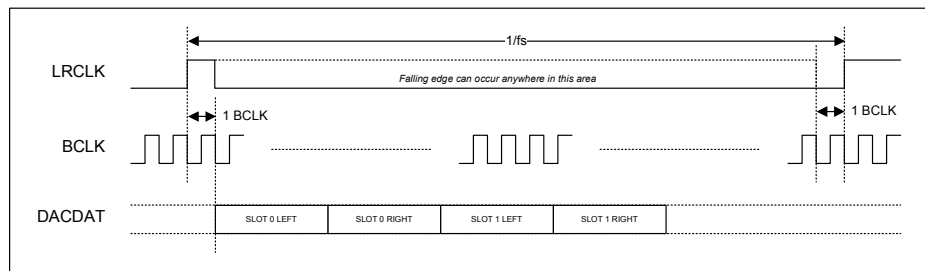 1/fs
LRCLK
Falling edge can occur anywhere in this area
1 BCLK
1 BCLK
BCLK
DACDAT
SLOT 0 LEFT
SLOT 0 RIGHT
SLOT 1 LEFT
SLOT 1 RIGHT